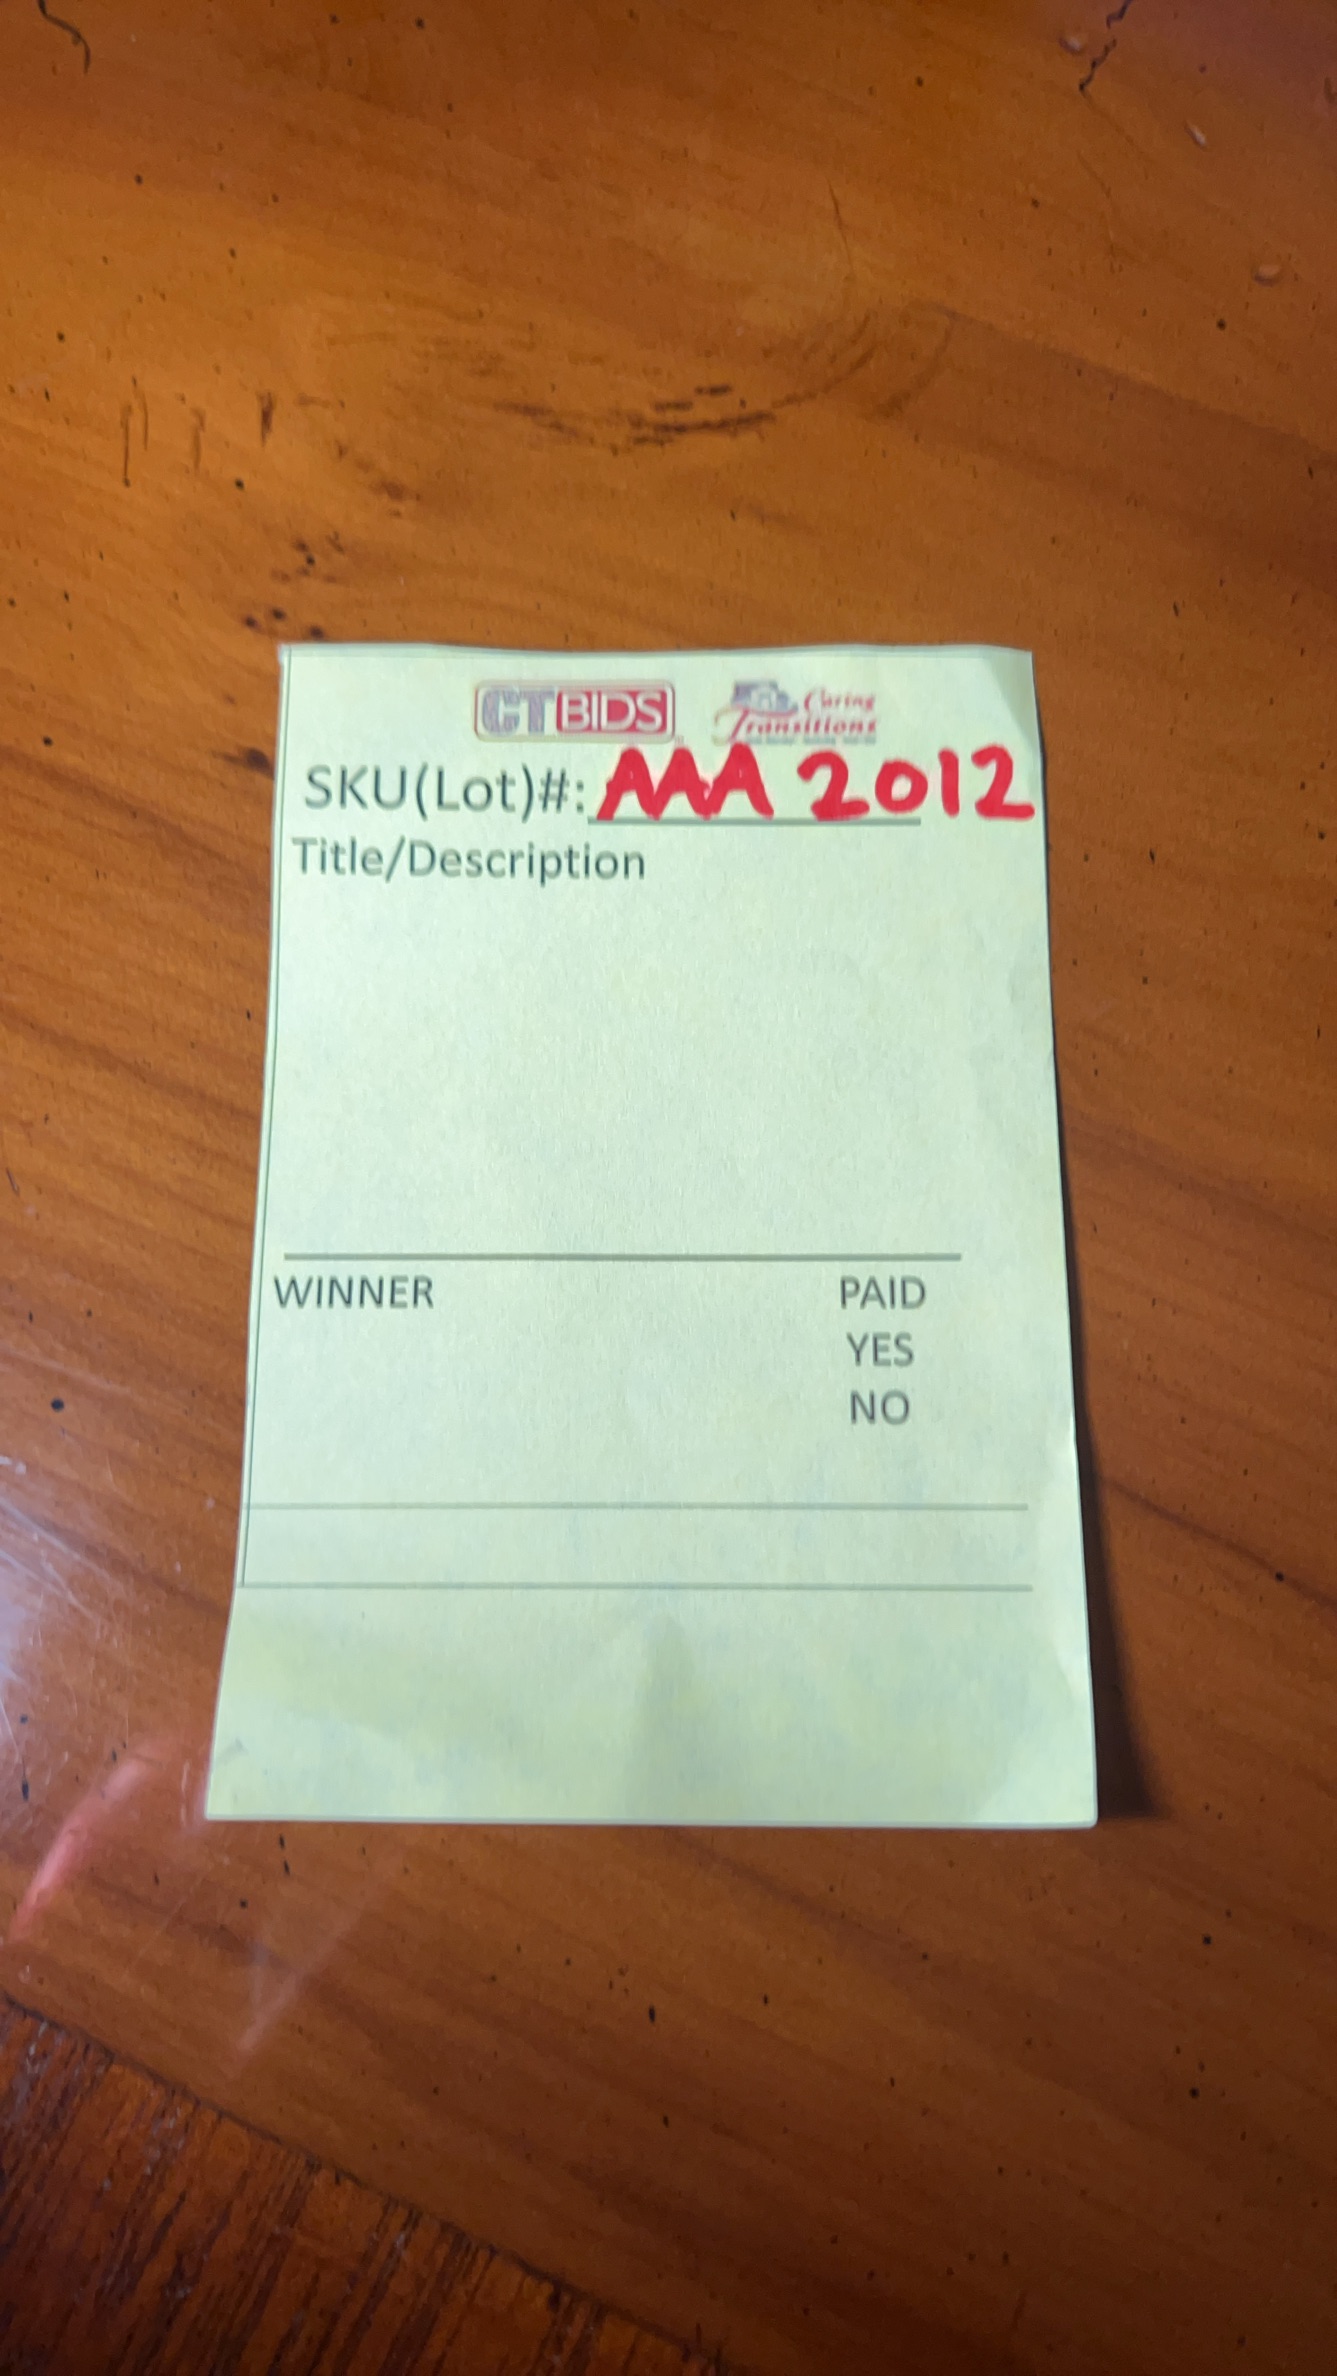 CTBIDS Caring
Transitions
SKU(Lot)#: AAA 2012
Title/Description
WINNER PAID
YES
NO